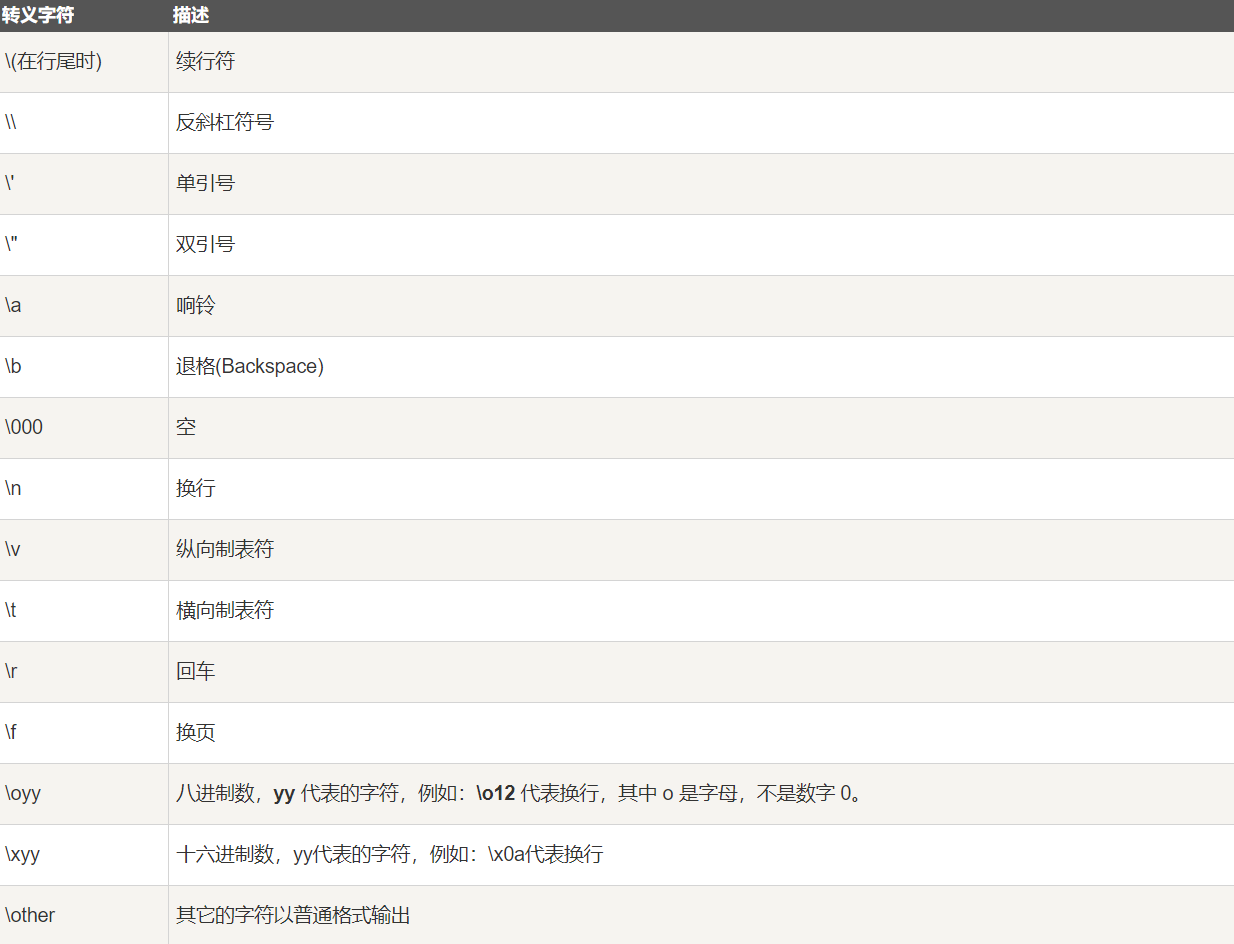 转义字符 描述
\(在行尾时) 续行符
\\ 反斜杠符号
\' 单引号
\" 双引号
\a 响铃
\b 退格(Backspace)
\000 空
\n 换行
\v 纵向制表符
\t 横向制表符
\r 回车
\f 换页
\oyy 八进制数，yy 代表的字符，例如：\o12 代表换行，其中 o 是字母，不是数字 0。
\xyy 十六进制数，yy代表的字符，例如：\x0a代表换行
\other 其它的字符以普通格式输出